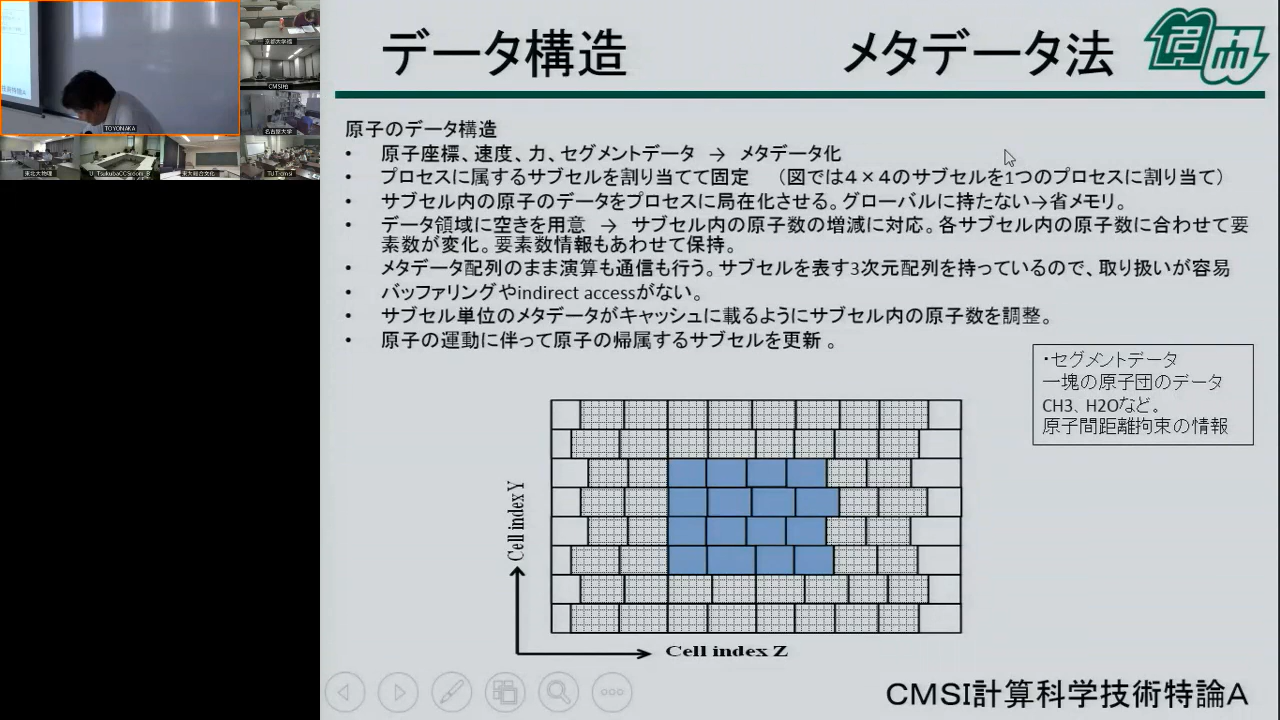 データ構造
メタデータ法
原子のデータ構造
• 原子座標、速度、力、セグメントデータ → メタデータ化
• プロセスに属するサブセルを割り当てて固定 （図では４×４のサブセルを1つのプロセスに割り当て）
• サブセル内の原子のデータをプロセスに局在化させる。グローバルに持たない→省メモリ。
• データ領域に空きを用意 → サブセル内の原子数の増減に対応。各サブセル内の原子数に合わせて要
素数が変化。要素数情報もあわせて保持。
• メタデータ配列のまま演算も通信も行う。サブセルを表す3次元配列を持っているので、取り扱いが容易
• バッファリングやindirect accessがない。
• サブセル単位のメタデータがキャッシュに載るようにサブセル内の原子数を調整。
• 原子の運動に伴って原子の帰属するサブセルを更新 。
・セグメントデータ
一塊の原子団のデータ
CH3、H2Oなど。
原子間距離拘束の情報
Cell index Y
Cell index Z
CMSI計算科学技術特論A
TOYONAKA
CMSI柏
名古屋大学
東北大物理
U_TsukubaCCSidom_B
東大総合文化
TUT-cmsi